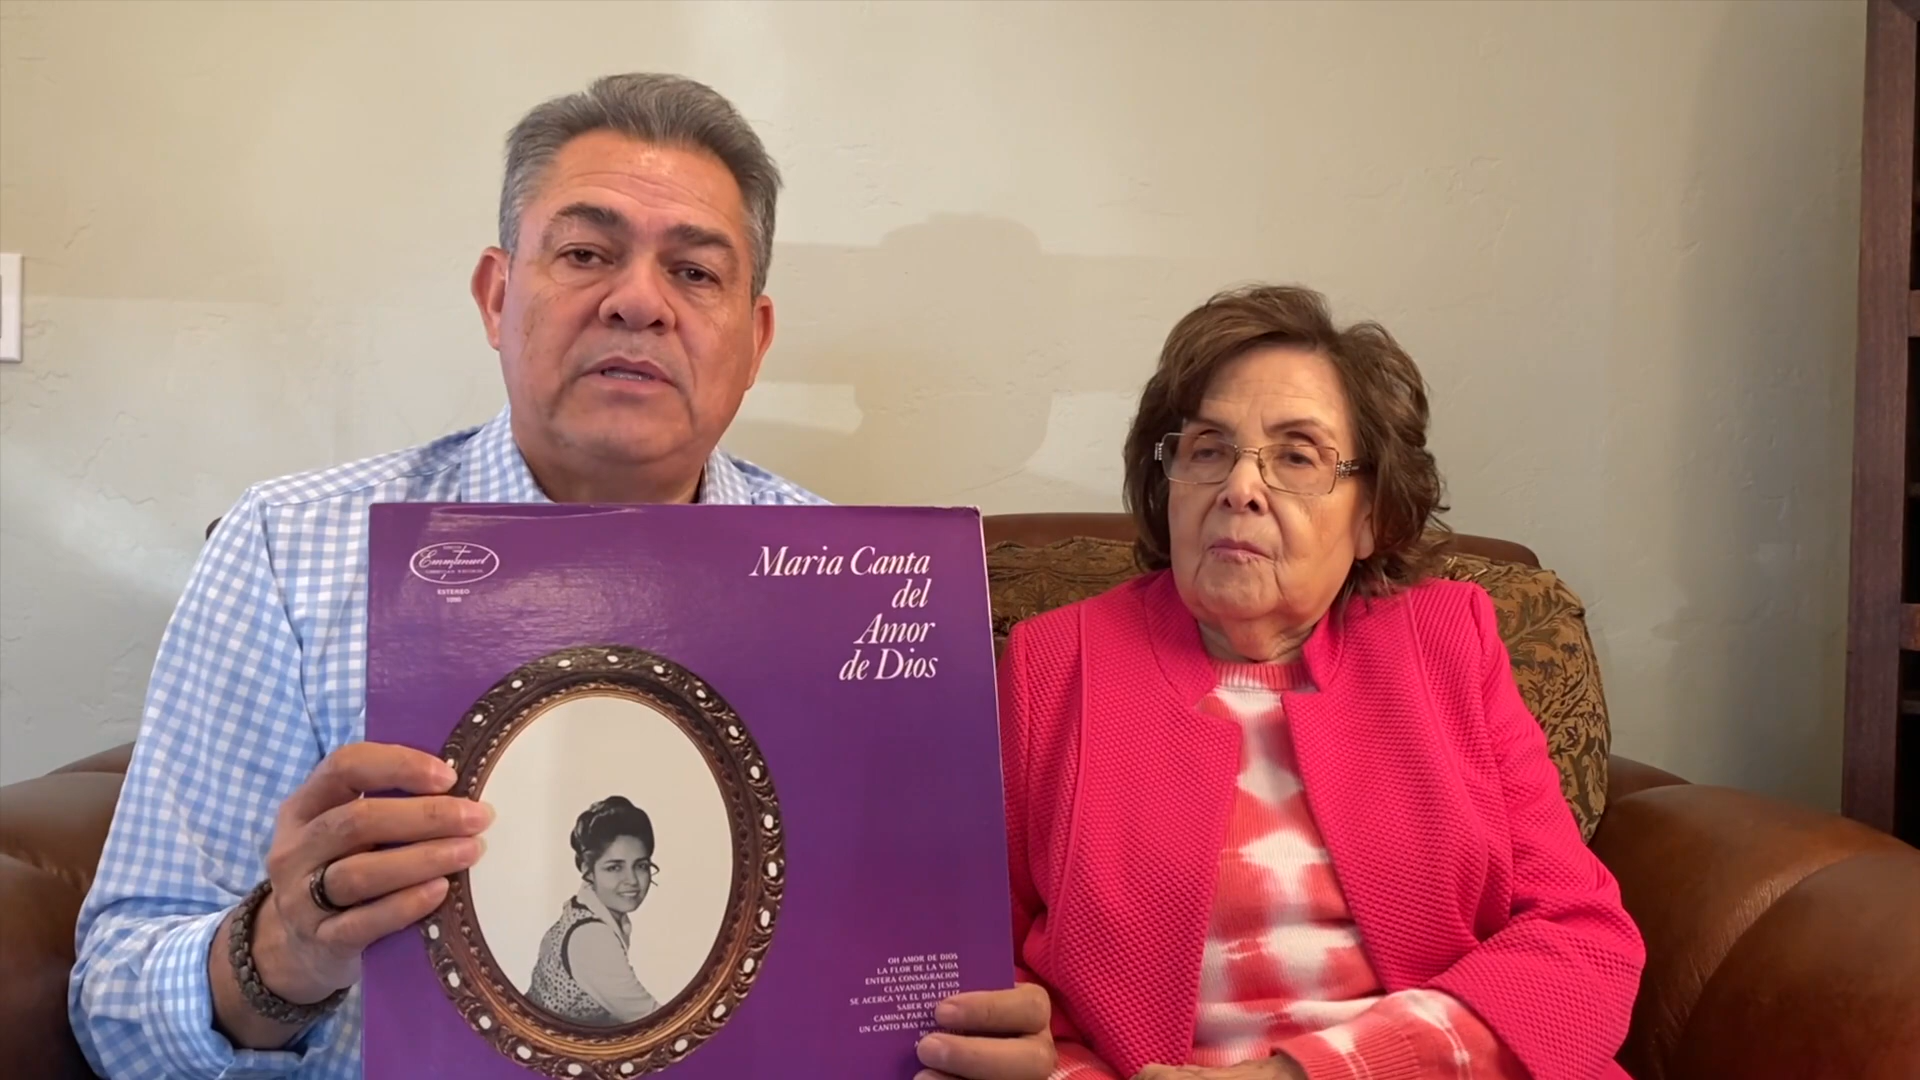 Emmanuel
ESTEREO
Maria Canta
del
Amor
de Dios
OH AMOR DE DIOS
LA FLOR DE LA VIDA
ENTERA CONSAGRACION
CLAVANDO A JESUS
SE ACERCA YA EL DIA FELIZ
SABER
CAMINA PARA
UN CANTO MAS